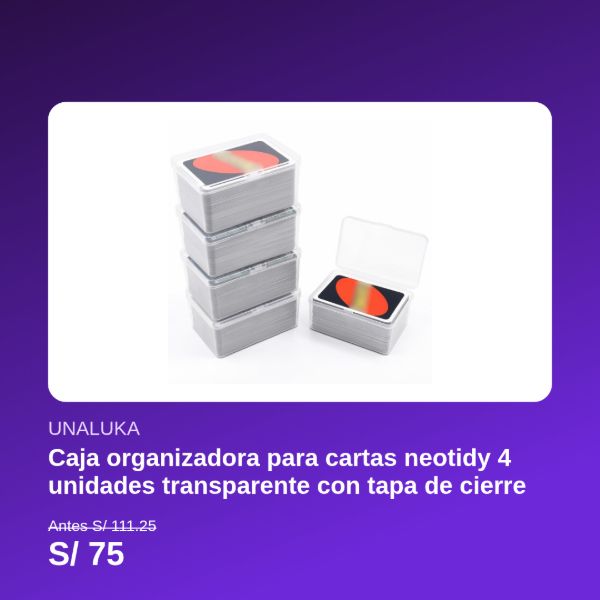 UNALUKA
Caja organizadora para cartas neotidy 4
unidades transparente con tapa de cierre
Antes S/ 111.25
S/ 75